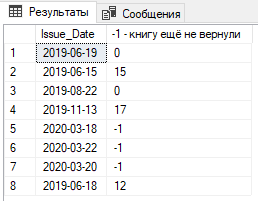 Результаты Сообщения
Issue_Date -1 - книгу ещё не вернули
1 2019-06-19 0
2 2019-06-15 15
3 2019-08-22 0
4 2019-11-13 17
5 2020-03-18 -1
6 2020-03-22 -1
7 2020-03-20 -1
8 2019-06-18 12